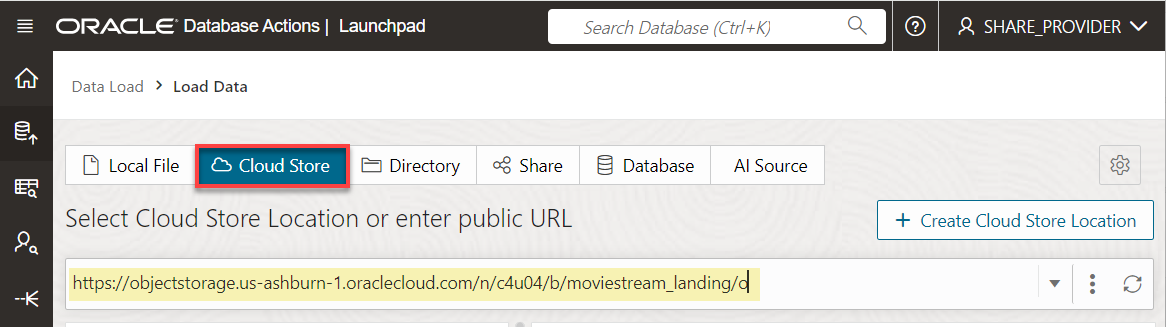 ORACLE Database Actions | Launchpad Search Database (Ctrl+K) SHARE_PROVIDER
Data Load > Load Data
Local File Cloud Store Directory Share Database AI Source
Select Cloud Store Location or enter public URL + Create Cloud Store Location
https://objectstorage.us-ashburn-1.oraclecloud.com/n/c4u04/b/moviestream_landing/o